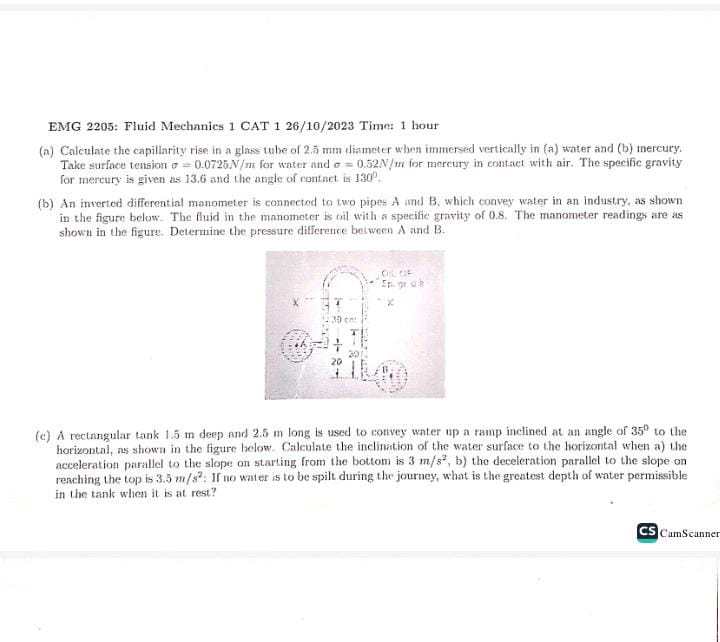 EMG 2205: Fluid Mechanics 1 CAT 1 26/10/2023 Time: 1 hour
(a) Calculate the capillarity rise in a glass tube of 2.5 mm diameter when immersed vertically in (a) water and (b) mercury.
Take surface tension σ = 0.0725N/m for water and σ = 0.52N/m for mercury in contact with air. The specific gravity
for mercury is given as 13.6 and the angle of contact is 130⁰.
(b) An inverted differential manometer is connected to two pipes A and B, which convey water in an industry, as shown
in the figure below. The fluid in the manometer is oil with a specific gravity of 0.8. The manometer readings are as
shown in the figure. Determine the pressure difference between A and B.
OIL OF
Sp. gr 0 8
X X
cm
A
30
20
B
(c) A rectangular tank 1.5 m deep and 2.5 m long is used to convey water up a ramp inclined at an angle of 35⁰ to the
horizontal, as shown in the figure below. Calculate the inclination of the water surface to the horizontal when a) the
acceleration parallel to the slope on starting from the bottom is 3 m/s², b) the deceleration parallel to the slope on
reaching the top is 3.5 m/s²: If no water is to be spilt during the journey, what is the greatest depth of water permissible
in the tank when it is at rest?
CS CamScanner